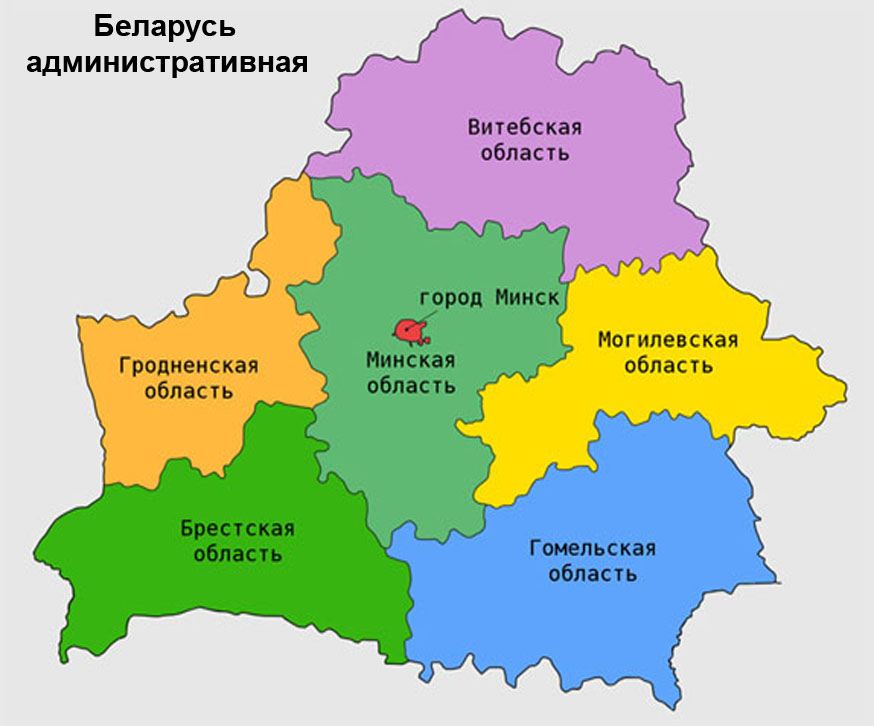 Беларусь
административная
Витебская
область
город Минск
Минская
область
Могилевская
область
Гродненская
область
Брестская
область
Гомельская
область